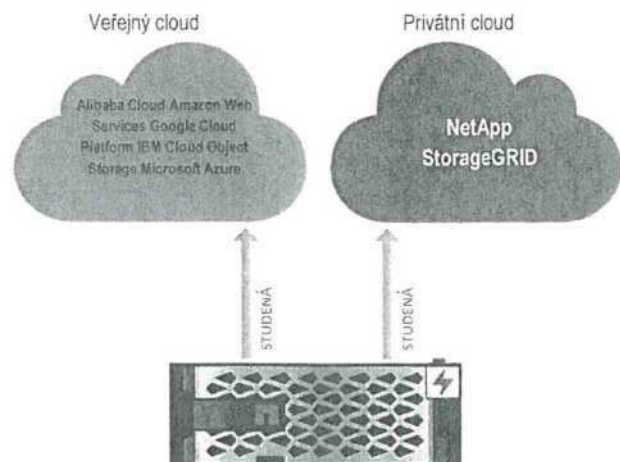 Veřejný cloud
Privátní cloud
Alibaba Cloud Amazon Web
Services Google Cloud
Platform IBM Cloud Object
Storage Microsoft Azure
NetApp
StorageGRID
STUDENÁ
STUDENÁ